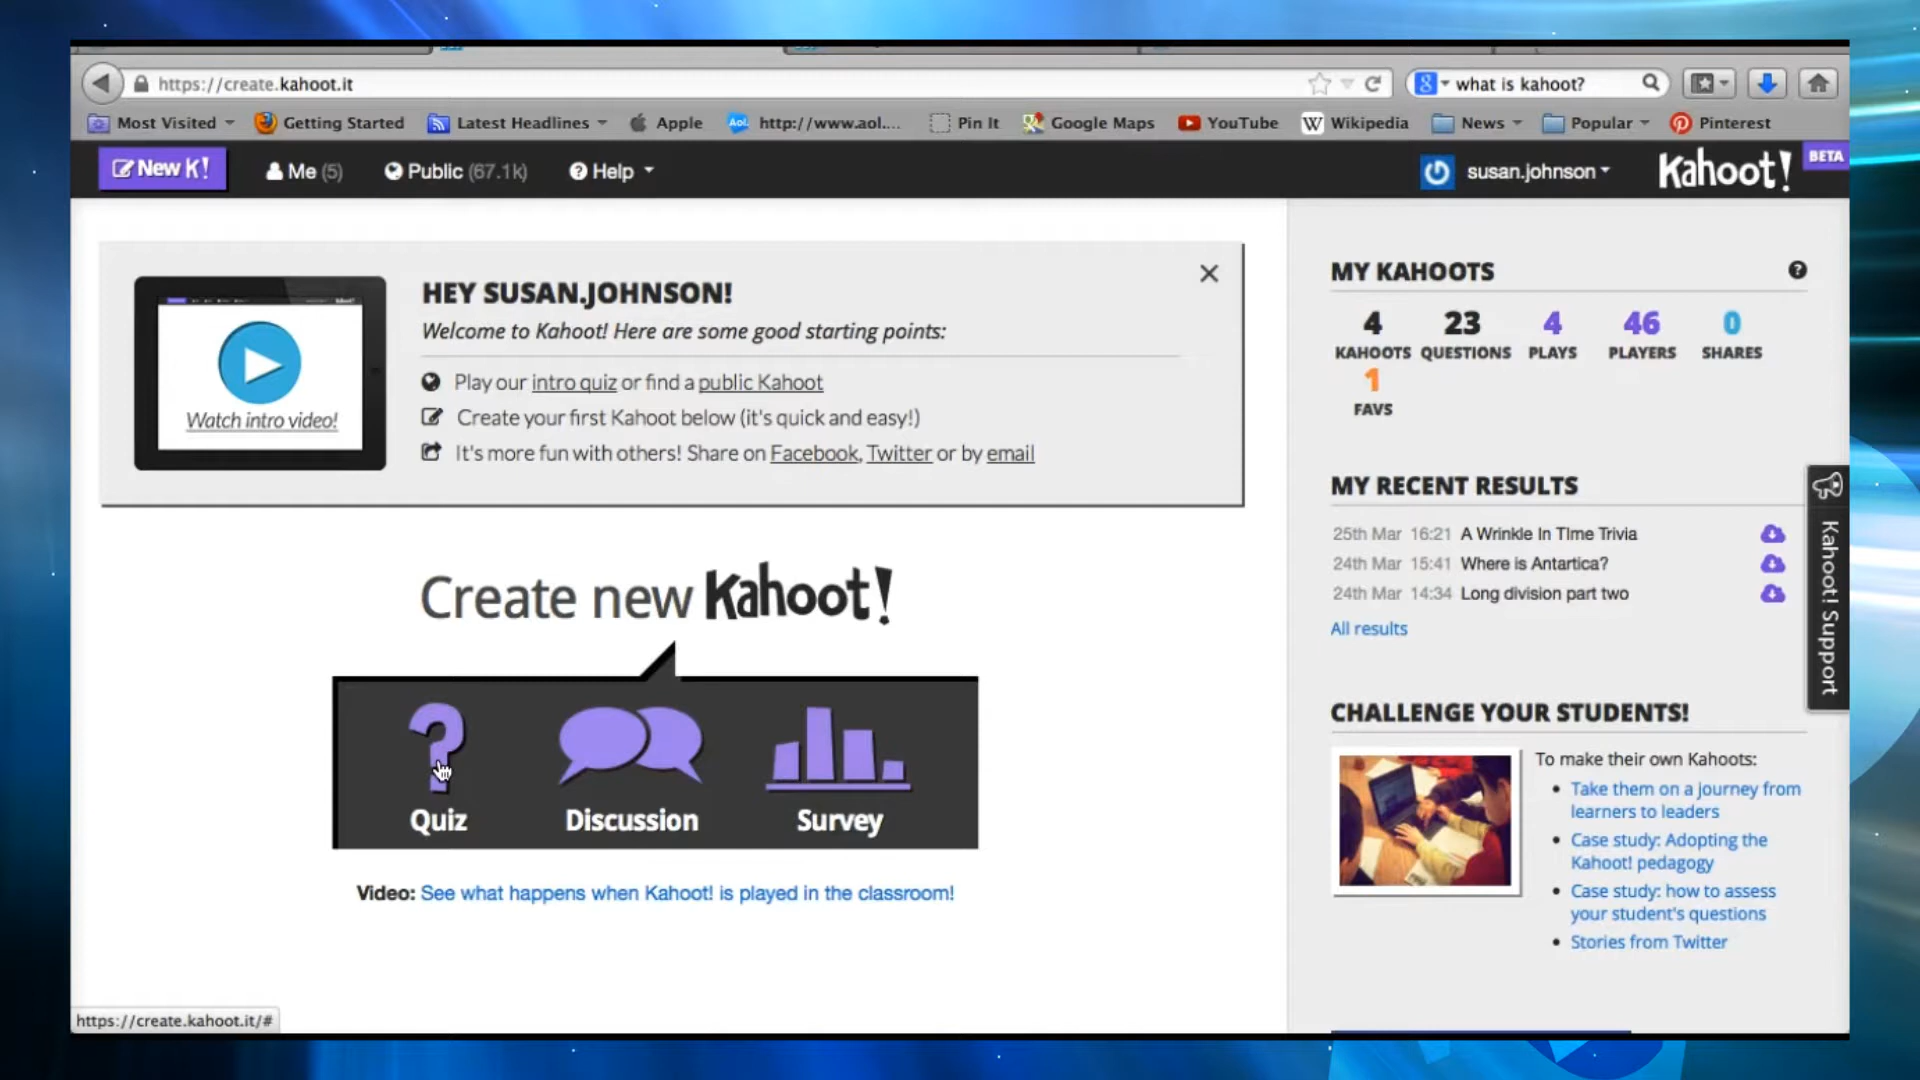 https://create.kahoot.it
what is kahoot?
Most Visited
Getting Started
Latest Headlines
Apple
Aol.
http://www.aol....
Pin It
Google Maps
YouTube
W Wikipedia
News
Popular
Pinterest
New K!
Me (5)
Public (67.1k)
Help
susan.johnson
Kahoot!
BETA
HEY SUSAN.JOHNSON!
Welcome to Kahoot! Here are some good starting points:
Play our intro quiz or find a public Kahoot
Create your first Kahoot below (it's quick and easy!)
It's more fun with others! Share on Facebook, Twitter or by email
Watch intro video!
Create new Kahoot!
Quiz
Discussion
Survey
Video: See what happens when Kahoot! is played in the classroom!
MY KAHOOTS
4 23 4 46 0
KAHOOTS QUESTIONS PLAYS PLAYERS SHARES
1
FAVS
MY RECENT RESULTS
25th Mar 16:21 A Wrinkle In TIme Trivia
24th Mar 15:41 Where is Antartica?
24th Mar 14:34 Long division part two
All results
Kahoot! Support
CHALLENGE YOUR STUDENTS!
To make their own Kahoots:
• Take them on a journey from
learners to leaders
• Case study: Adopting the
Kahoot! pedagogy
• Case study: how to assess
your student's questions
• Stories from Twitter
https://create.kahoot.it/#